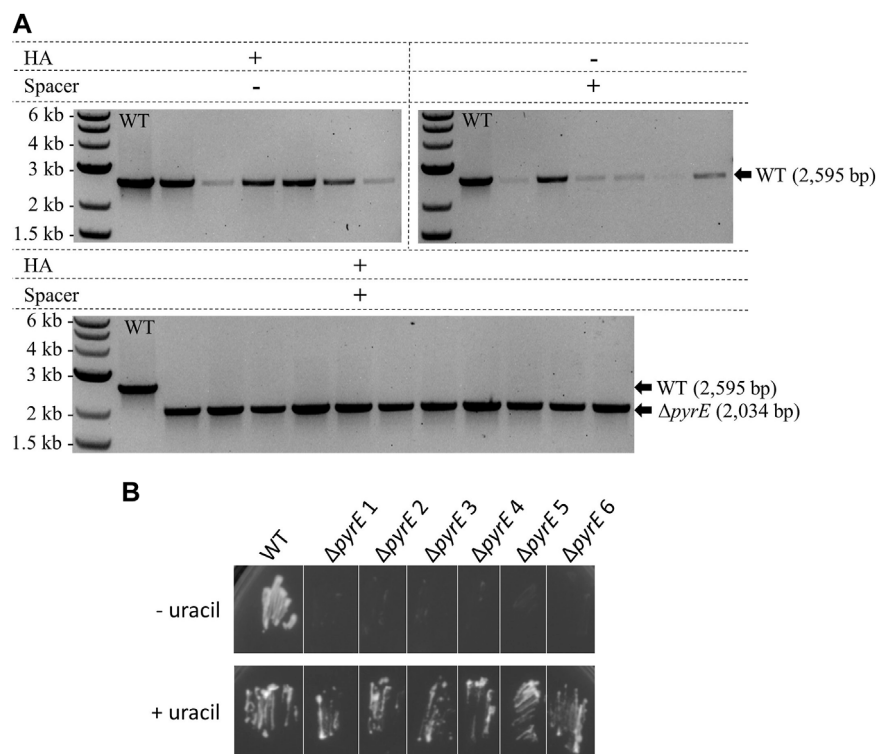 A
HA + -
Spacer - +
6 kb
4 kb
3 kb
2 kb
1.5 kb
WT
WT
WT (2,595 bp)
HA +
Spacer +
6 kb
4 kb
3 kb
2 kb
1.5 kb
WT
WT (2,595 bp)
ΔpyrE (2,034 bp)
B
WT ΔpyrE 1 ΔpyrE 2 ΔpyrE 3 ΔpyrE 4 ΔpyrE 5 ΔpyrE 6
- uracil
+ uracil